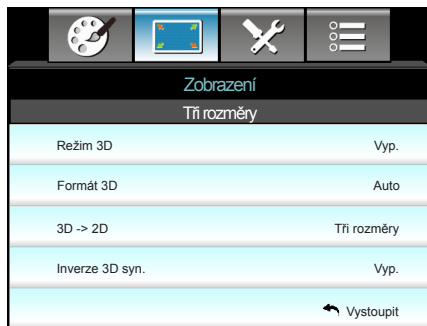 Zobrazení
Tři rozměry
Režim 3D Vyp.
Formát 3D Auto
3D -> 2D Tři rozměry
Inverze 3D syn. Vyp.
Vystoupit